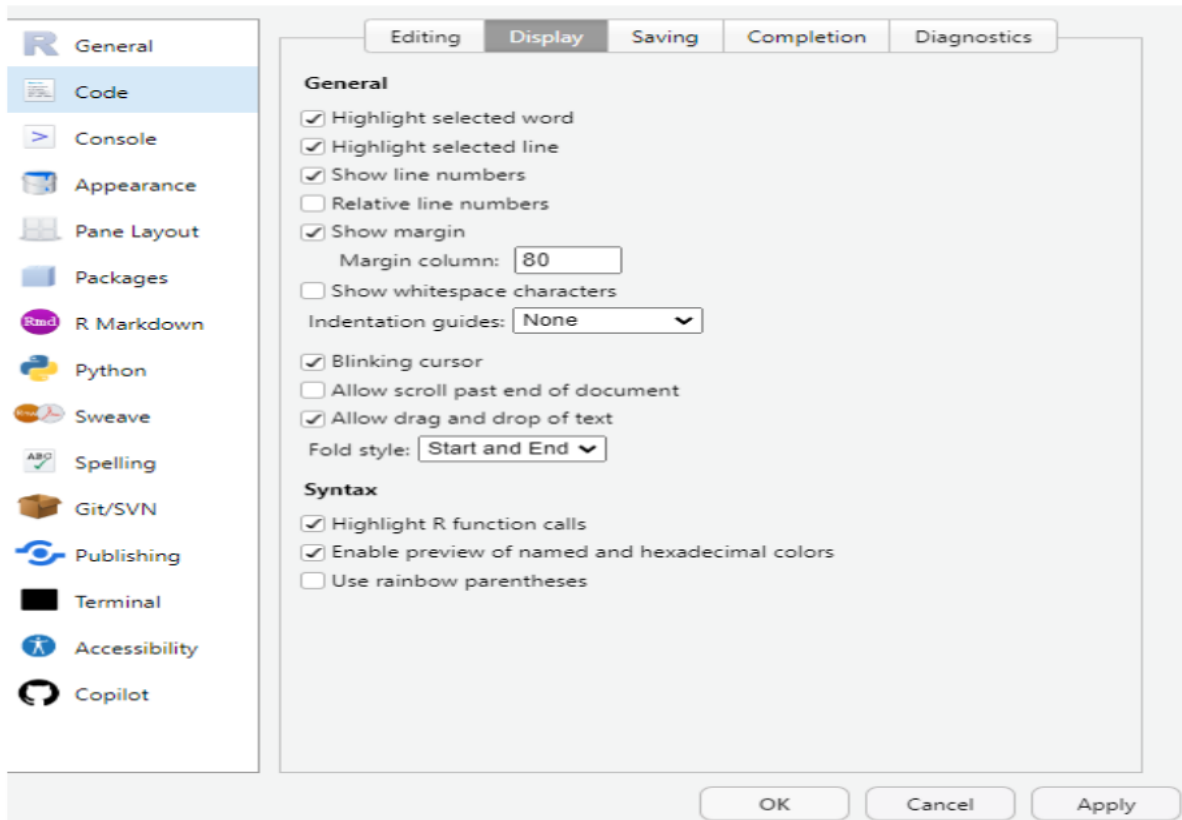 General
Code
Console
Appearance
Pane Layout
Packages
Rmd R Markdown
Python
Sweave
ABC Spelling
Git/SVN
Publishing
Terminal
Accessibility
Copilot
Editing Display Saving Completion Diagnostics
General
Highlight selected word
Highlight selected line
Show line numbers
Relative line numbers
Show margin
Margin column: 80
Show whitespace characters
Indentation guides: None
Blinking cursor
Allow scroll past end of document
Allow drag and drop of text
Fold style: Start and End
Syntax
Highlight R function calls
Enable preview of named and hexadecimal colors
Use rainbow parentheses
OK Cancel Apply